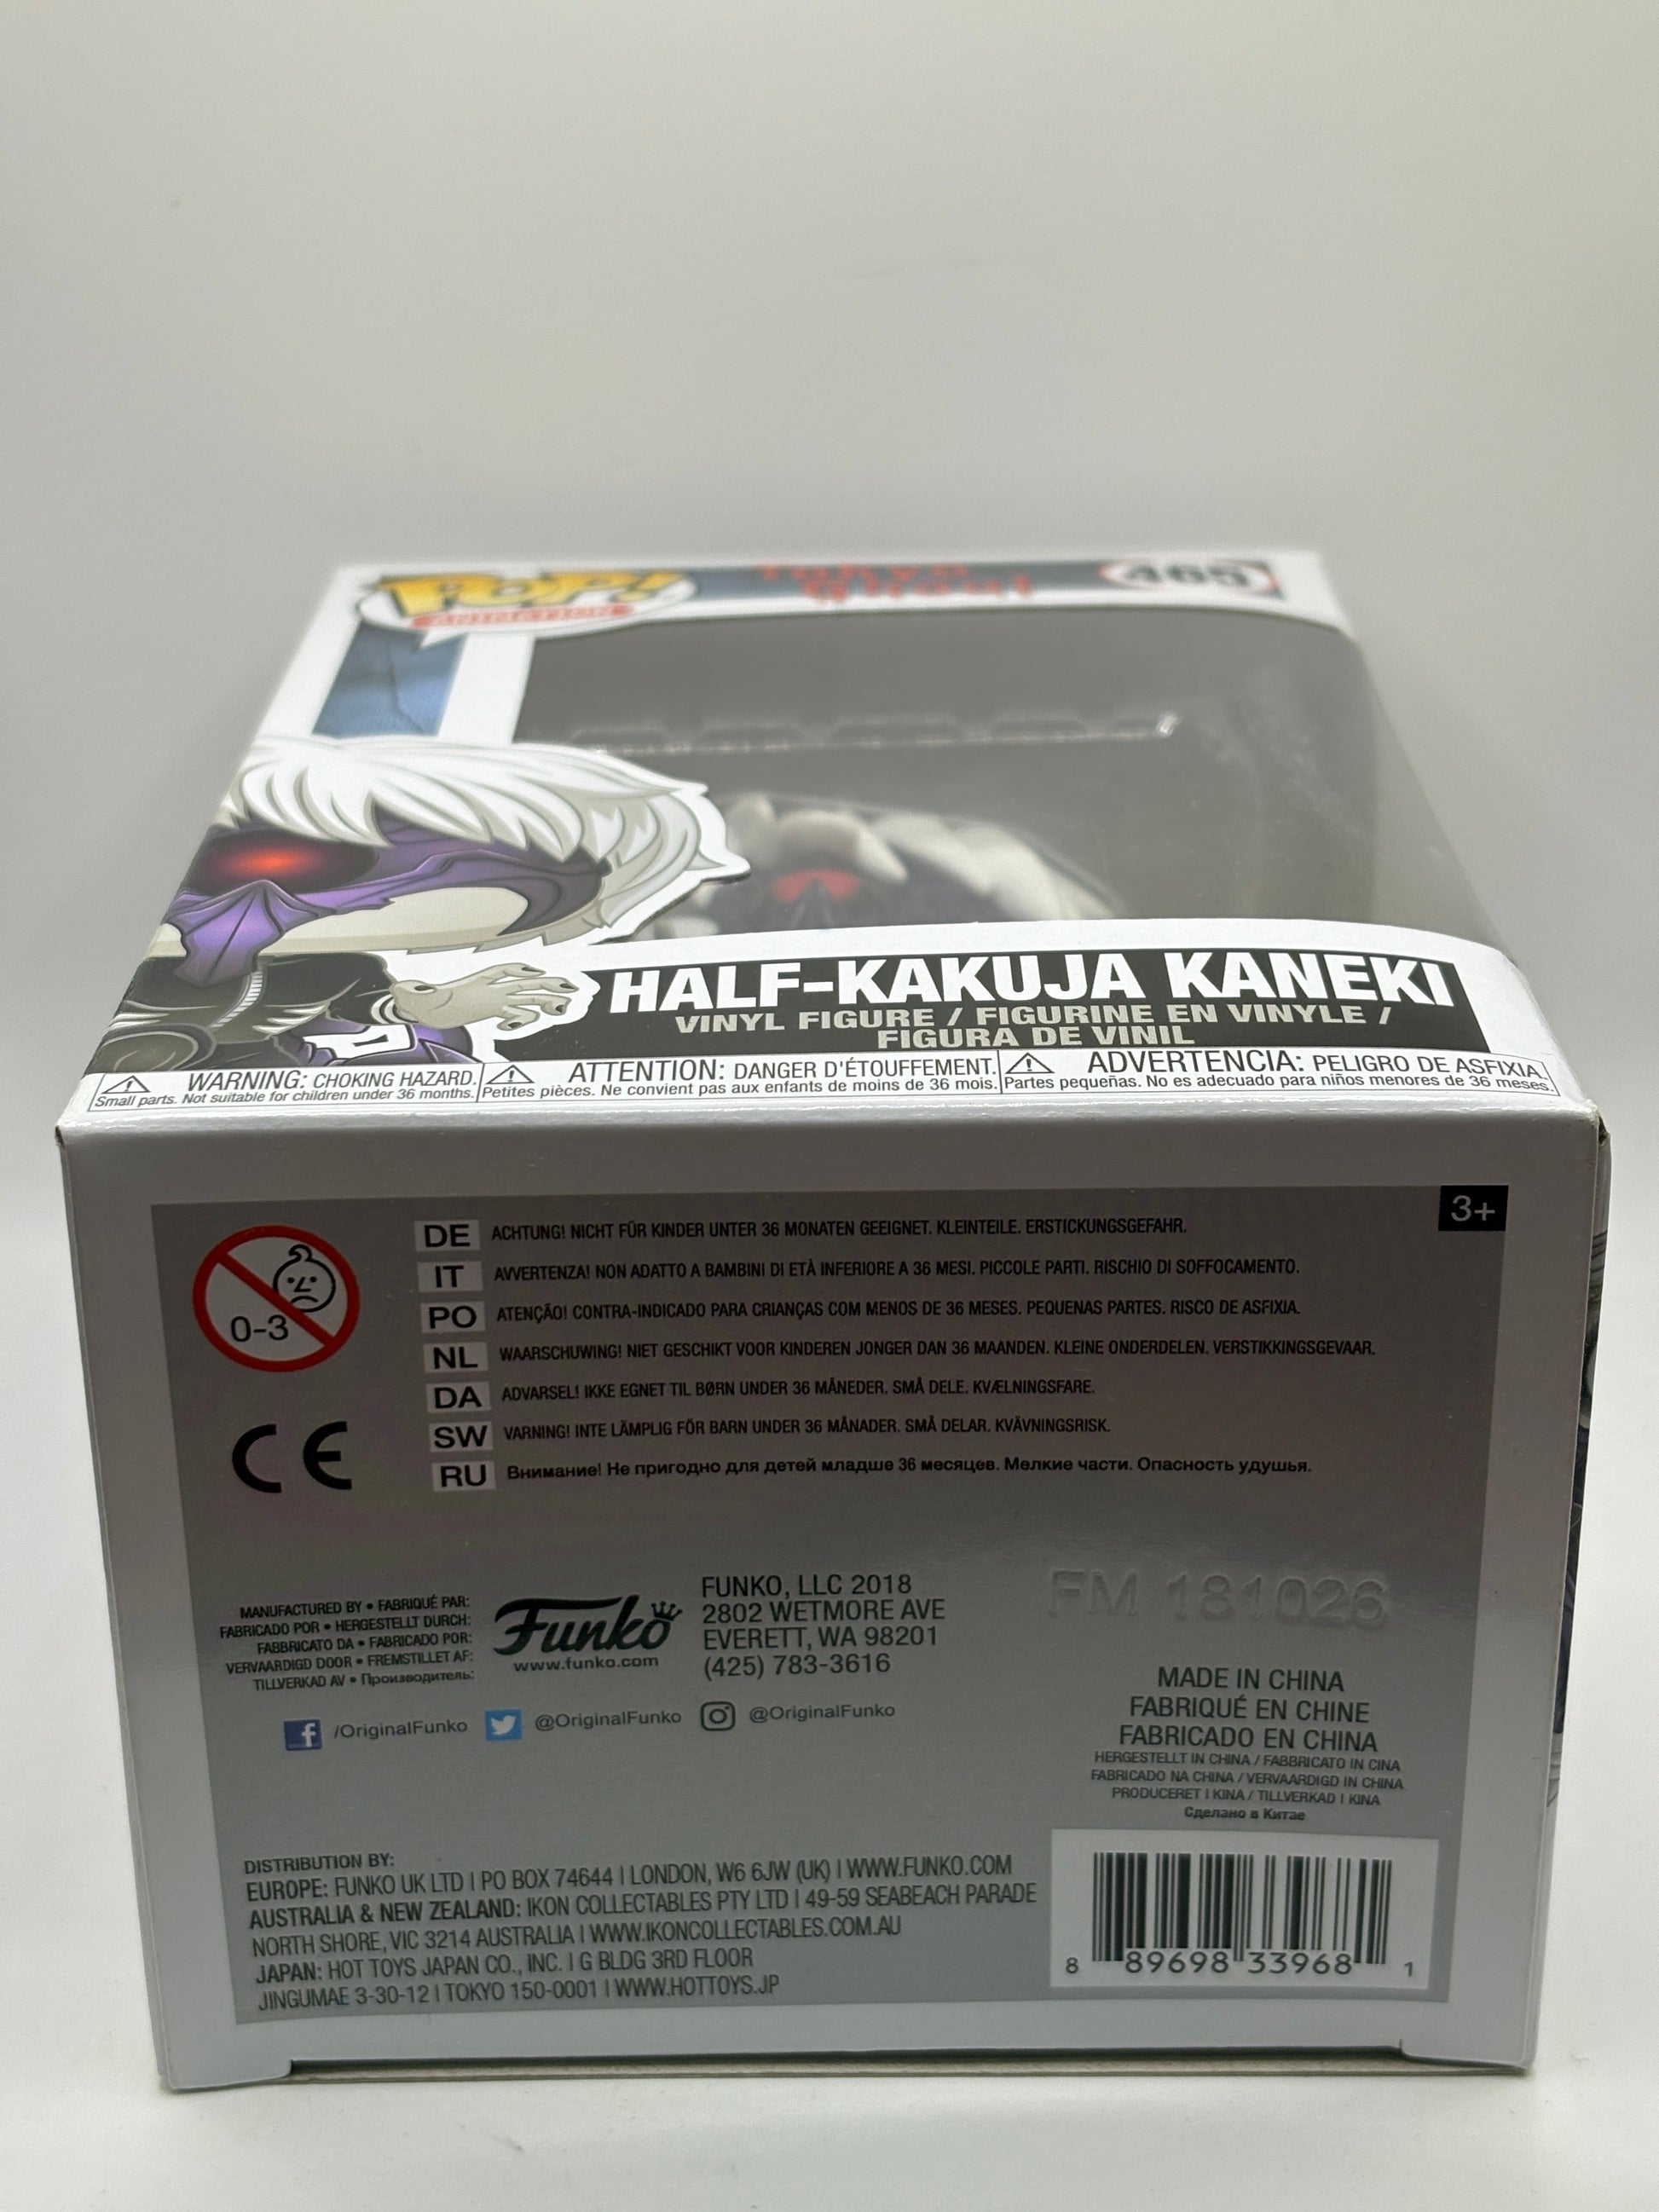 POP!
ANIMATION
Tokyo
Ghoul
465
HALF-KAKUJA KANEKI
VINYL FIGURE / FIGURINE EN VINYLE /
FIGURA DE VINIL
WARNING: CHOKING HAZARD.
Small parts. Not suitable for children under 36 months.
ATTENTION: DANGER D'ÉTOUFFEMENT.
Petites pièces. Ne convient pas aux enfants de moins de 36 mois.
ADVERTENCIA: PELIGRO DE ASFIXIA.
Partes pequeñas. No es adecuado para niños menores de 36 meses.
3+
0-3
DE ACHTUNG! NICHT FÜR KINDER UNTER 36 MONATEN GEEIGNET. KLEINTEILE. ERSTICKUNGSGEFAHR.
IT AVVERTENZA! NON ADATTO A BAMBINI DI ETÀ INFERIORE A 36 MESI. PICCOLE PARTI. RISCHIO DI SOFFOCAMENTO.
PO ATENÇÃO! CONTRA-INDICADO PARA CRIANÇAS COM MENOS DE 36 MESES. PEQUENAS PARTES. RISCO DE ASFIXIA.
NL WAARSCHUWING! NIET GESCHIKT VOOR KINDEREN JONGER DAN 36 MAANDEN. KLEINE ONDERDELEN. VERSTIKKINGSGEVAAR.
DA ADVARSEL! IKKE EGNET TIL BØRN UNDER 36 MÅNEDER. SMÅ DELE. KVÆLNINGSFARE.
SW VARNING! INTE LÄMPLIG FÖR BARN UNDER 36 MÅNADER. SMÅ DELAR. KVÄVNINGSRISK.
RU Внимание! Не пригодно для детей младше 36 месяцев. Мелкие части. Опасность удушья.
CE
MANUFACTURED BY • FABRIQUÉ PAR:
FABRICADO POR • HERGESTELLT DURCH:
FABBRICATO DA • FABRICADO POR:
VERVAARDIGD DOOR • FREMSTILLET AF:
TILLVERKAD AV • Производитель:
Funko
www.funko.com
FUNKO, LLC 2018
2802 WETMORE AVE
EVERETT, WA 98201
(425) 783-3616
/OriginalFunko
@OriginalFunko
@OriginalFunko
FM 181026
MADE IN CHINA
FABRIQUÉ EN CHINE
FABRICADO EN CHINA
HERGESTELLT IN CHINA / FABBRICATO IN CINA
FABRICADO NA CHINA / VERVAARDIGD IN CHINA
PRODUCERET I KINA / TILLVERKAD I KINA
Сделано в Китае
DISTRIBUTION BY:
EUROPE: FUNKO UK LTD | PO BOX 74644 | LONDON, W6 6JW (UK) | WWW.FUNKO.COM
AUSTRALIA & NEW ZEALAND: IKON COLLECTABLES PTY LTD | 49-59 SEABEACH PARADE
NORTH SHORE, VIC 3214 AUSTRALIA | WWW.IKONCOLLECTABLES.COM.AU
JAPAN: HOT TOYS JAPAN CO., INC. | G BLDG 3RD FLOOR
JINGUMAE 3-30-12 | TOKYO 150-0001 | WWW.HOTTOYS.JP
8 89698 33968 1